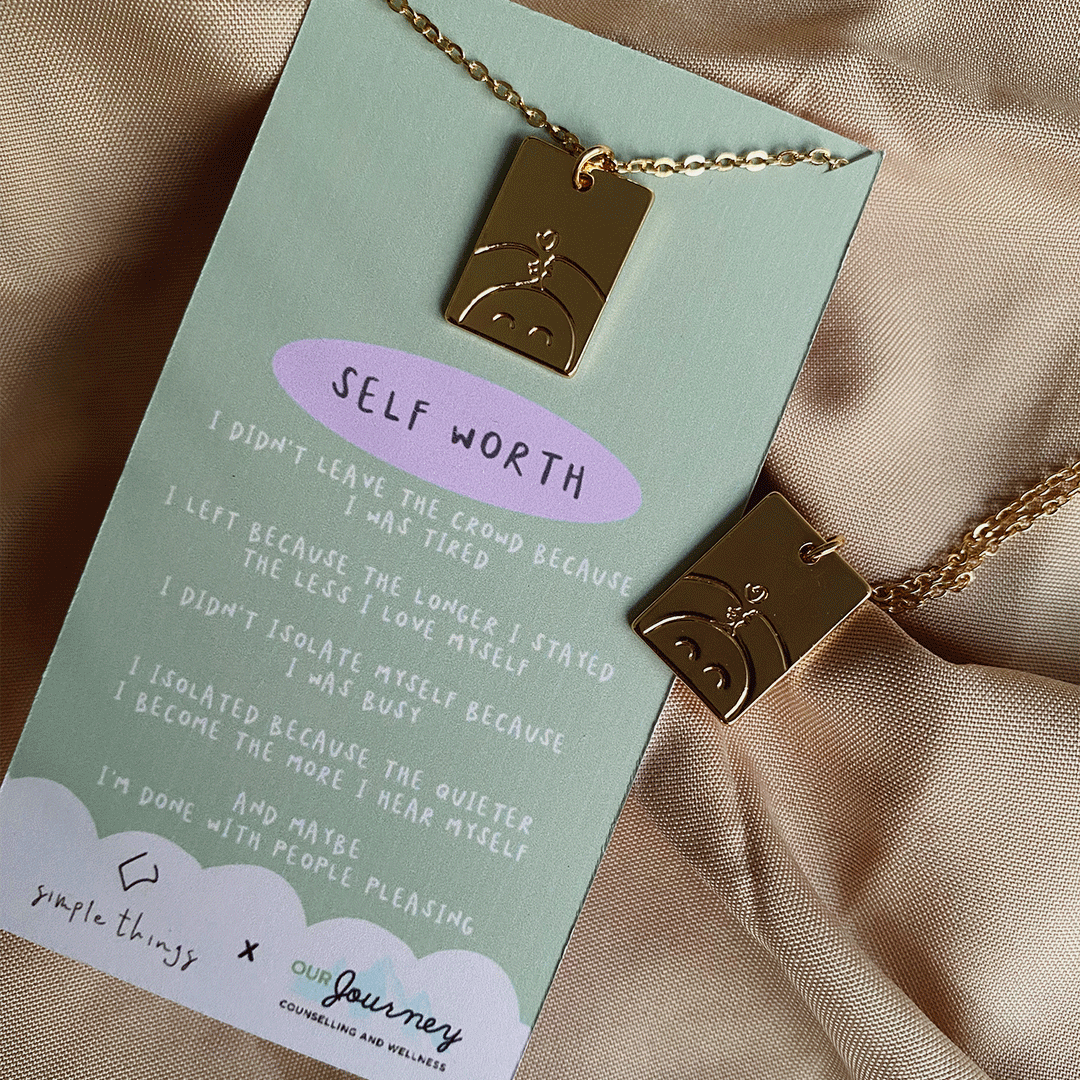 SELF WORTH
I DIDN'T LEAVE THE CROWD BECAUSE
I WAS TIRED
I LEFT BECAUSE THE LONGER I STAYED
THE LESS I LOVE MYSELF
I DIDN'T ISOLATE MYSELF BECAUSE
I WAS BUSY
I ISOLATED BECAUSE THE QUIETER
I BECOME THE MORE I HEAR MYSELF
AND MAYBE
I'M DONE WITH PEOPLE PLEASING
simple things
x
OUR Journey
COUNSELLING AND WELLNESS